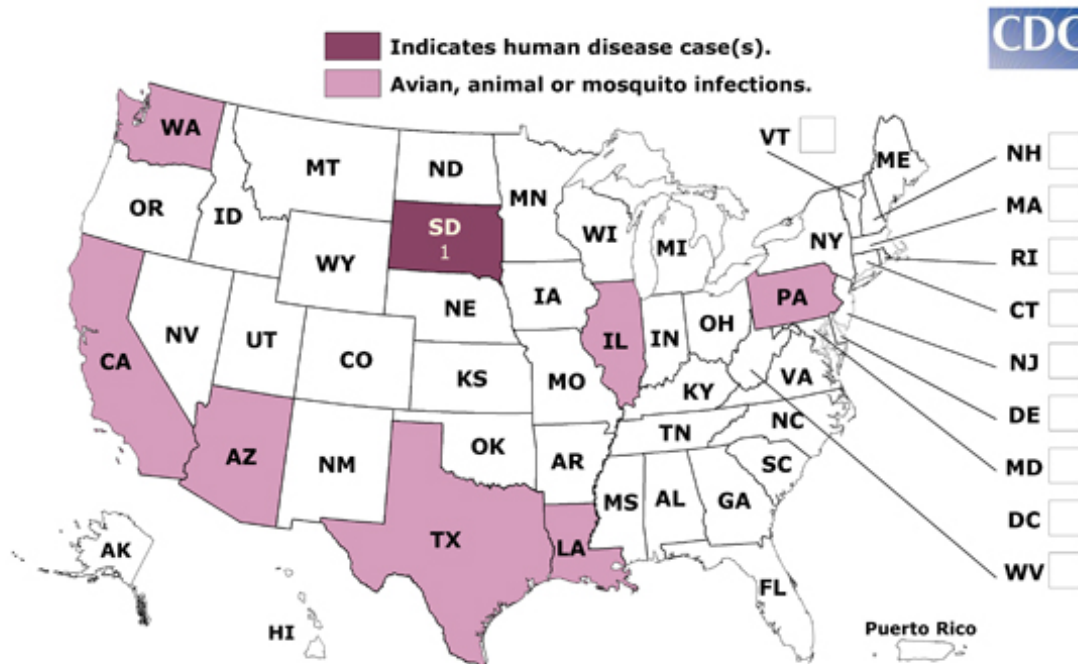 CDC
Indicates human disease case(s).
Avian, animal or mosquito infections.
WA
MT
ND
MN
VT
ME
NH
OR
ID
SD
1
WI
MI
NY
MA
WY
RI
NE
IA
PA
CT
NV
UT
CO
IL
IN
OH
NJ
CA
KS
MO
KY
VA
DE
AZ
NM
OK
AR
TN
NC
MD
SC
TX
LA
MS
AL
GA
DC
AK
WV
HI
FL
Puerto Rico